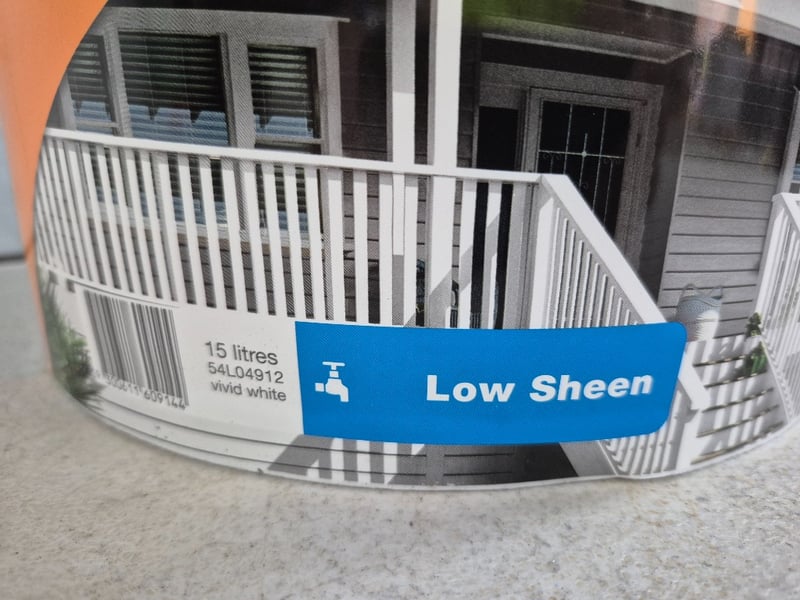 15 litres
54L04912
vivid white
Low Sheen